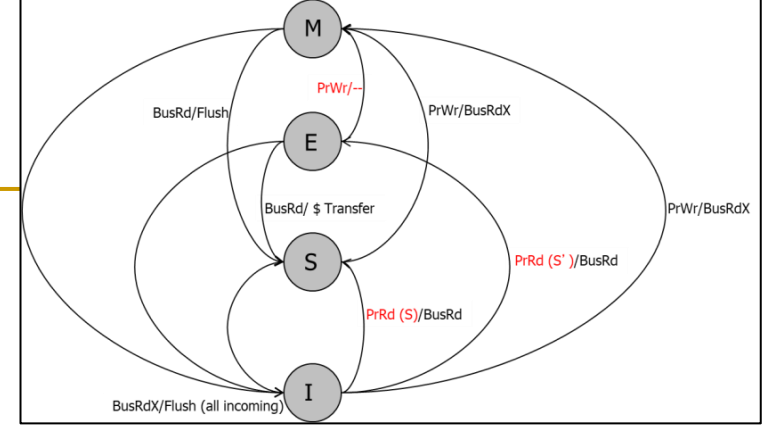 M
PrWr/--
BusRd/Flush
PrWr/BusRdX
E
BusRd/ $ Transfer
PrWr/BusRdX
S
PrRd (S' )/BusRd
PrRd (S)/BusRd
I
BusRdX/Flush (all incoming)